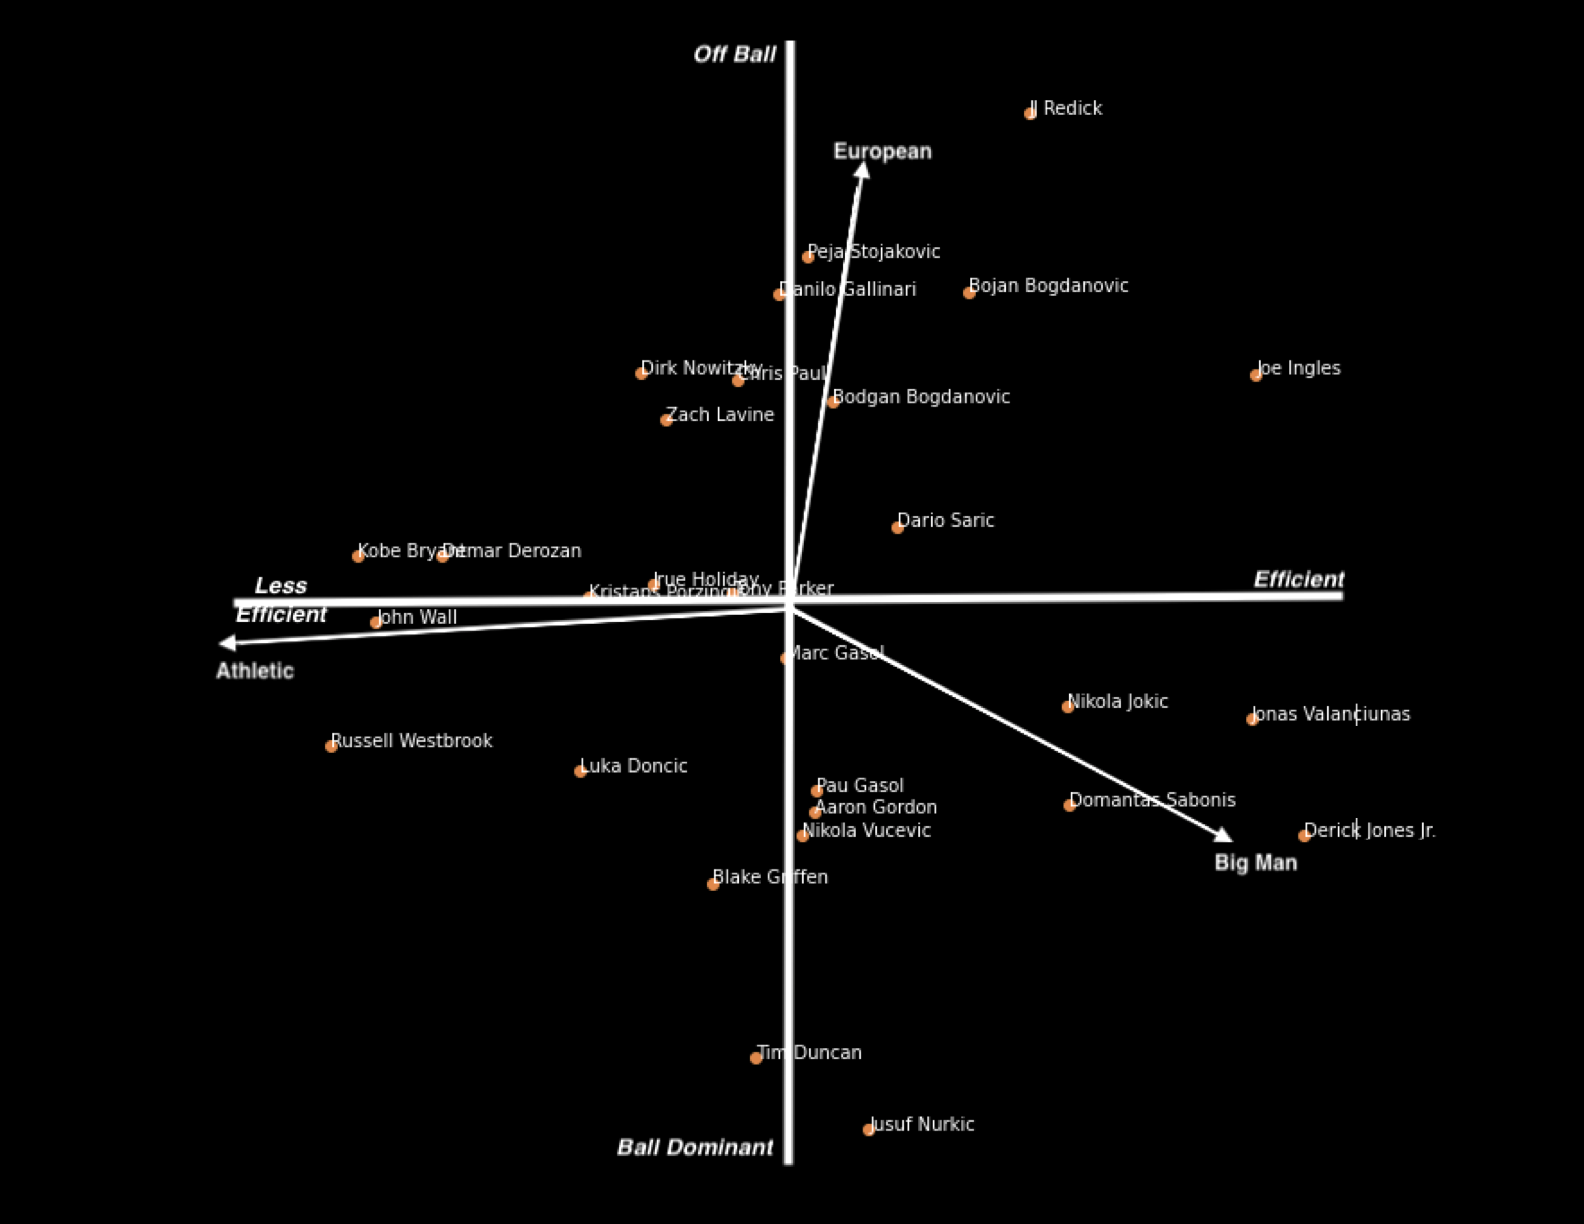 Off Ball
JJ Redick
European
Peja Stojakovic
Danilo Gallinari
Bojan Bogdanovic
Dirk Nowitzky
Chris Paul
Joe Ingles
Bodgan Bogdanovic
Zach Lavine
Dario Saric
Kobe Bryant
Demar Derozan
Less
Efficient
Efficient
Jrue Holiday
Kristaps Porzingis
Tony Parker
John Wall
Athletic
Marc Gasol
Nikola Jokic
Jonas Valanciunas
Russell Westbrook
Luka Doncic
Pau Gasol
Domantas Sabonis
Aaron Gordon
Nikola Vucevic
Derick Jones Jr.
Big Man
Blake Griffen
Tim Duncan
Jusuf Nurkic
Ball Dominant